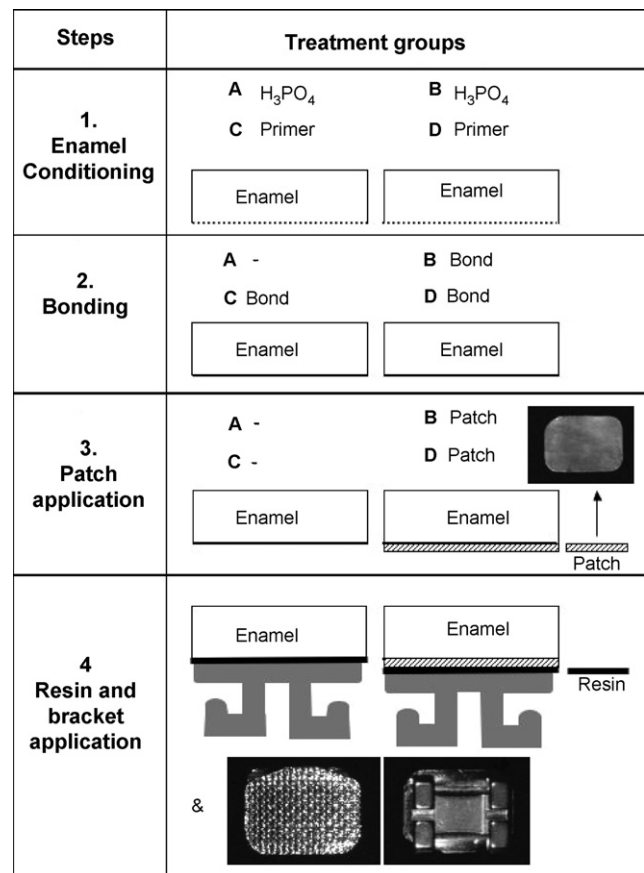 Steps
Treatment groups
1.
Enamel
Conditioning
A H₃PO₄
B H₃PO₄
C Primer
D Primer
Enamel
Enamel
2.
Bonding
A -
B Bond
C Bond
D Bond
Enamel
Enamel
3.
Patch
application
A -
B Patch
C -
D Patch
Enamel
Enamel
Patch
4
Resin and
bracket
application
Enamel
Enamel
Resin
&